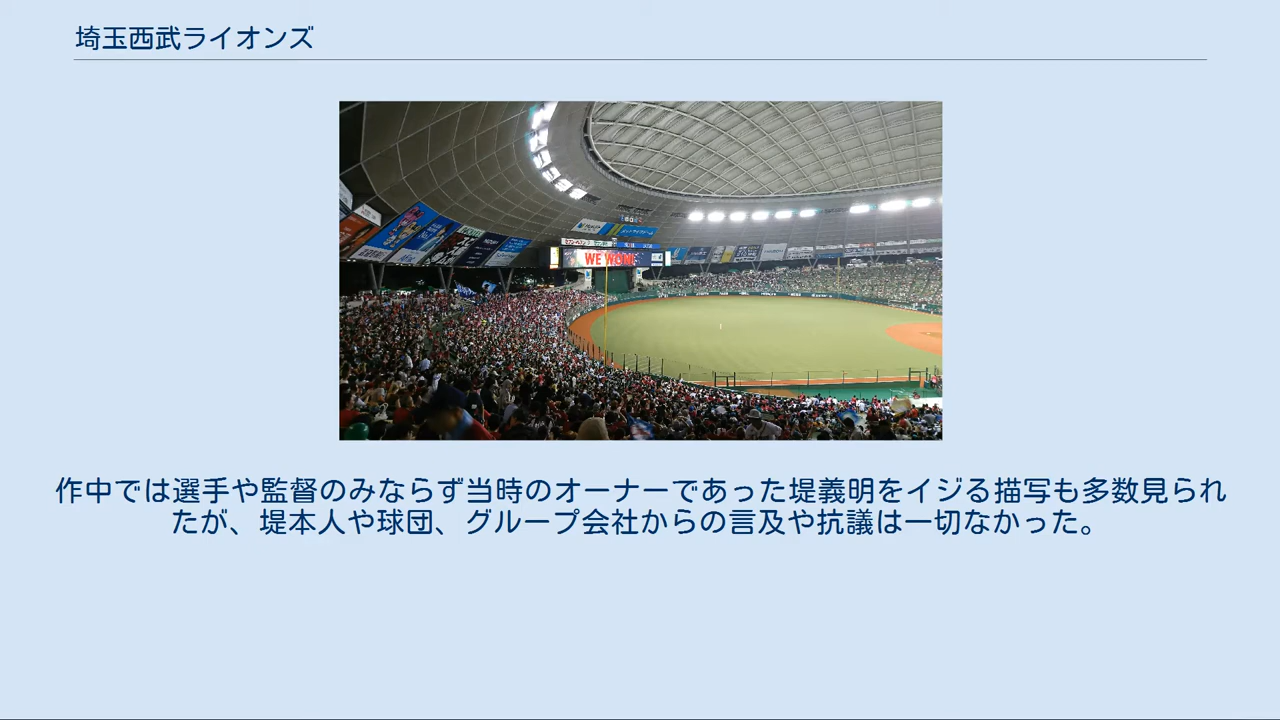 埼玉西武ライオンズ
WE WON!
作中では選手や監督のみならず当時のオーナーであった堤義明をイジる描写も多数見られ
たが、堤本人や球団、グループ会社からの言及や抗議は一切なかった。